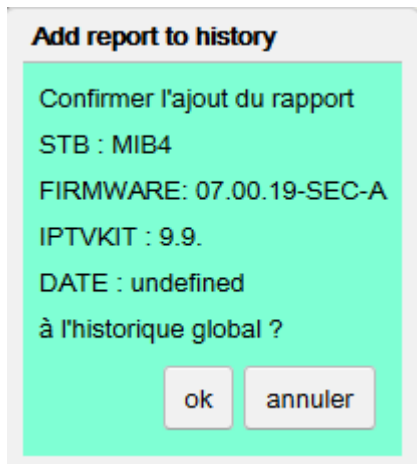 Add report to history
Confirmer l'ajout du rapport
STB : MIB4
FIRMWARE: 07.00.19-SEC-A
IPTVKIT : 9.9.
DATE : undefined
à l'historique global ?
ok annuler